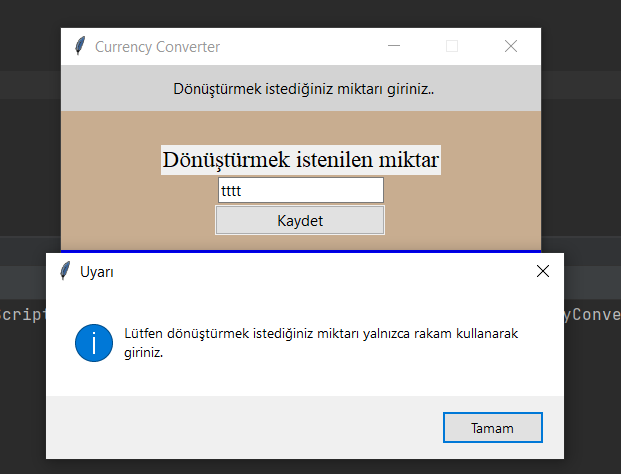 Currency Converter
Dönüştürmek istediğiniz miktarı giriniz..
Dönüştürmek istenilen miktar
tttt
Kaydet
Uyarı
Script
yConve
Lütfen dönüştürmek istediğiniz miktarı yalnızca rakam kullanarak
giriniz.
Tamam